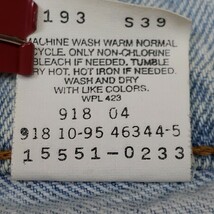 193 S39
MACHINE WASH WARM NORMAL
CYCLE. ONLY NON-CHLORINE
BLEACH IF NEEDED. TUMBLE
DRY HOT, HOT IRON IF NEEDED.
WASH AND DRY
WITH LIKE COLORS.
WPL 423
918 04
918 10-95 46344-5
15551-0233